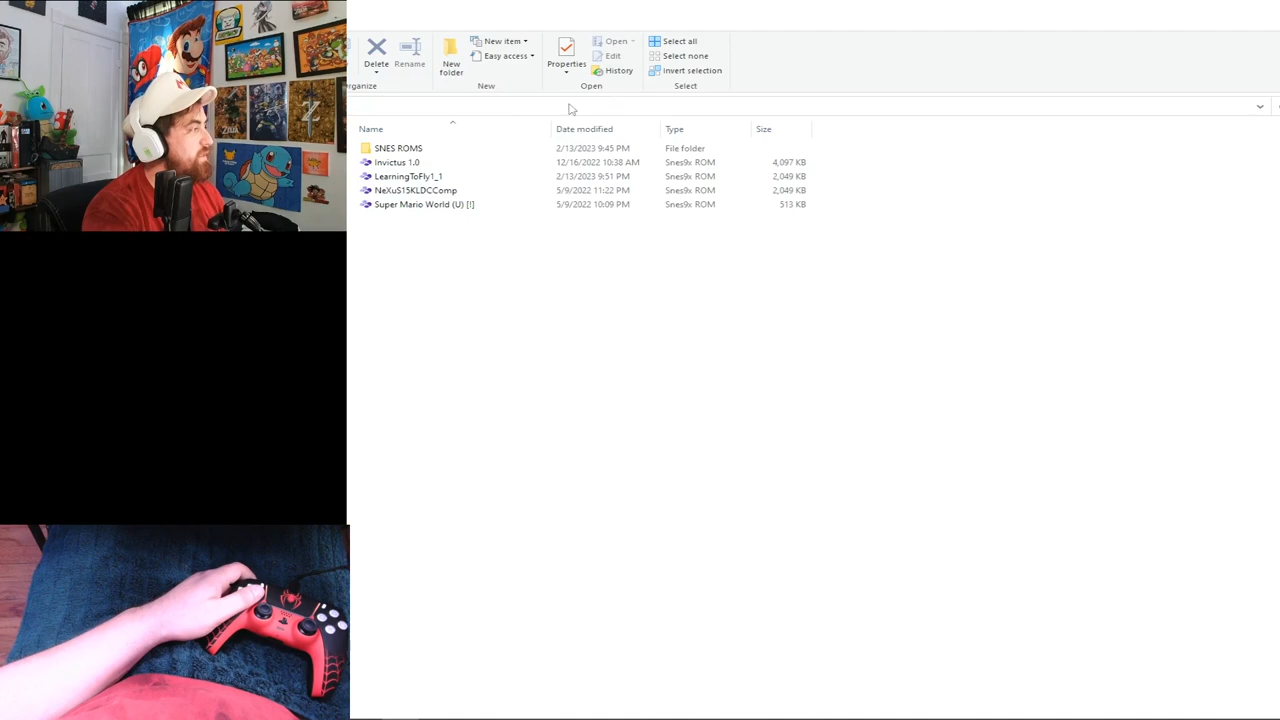 Delete
Rename
New folder
New item
Easy access
Properties
Open
Edit
History
Select all
Select none
Invert selection
rganize
New
Open
Select
Name
Date modified
Type
Size
SNES ROMS 2/13/2023 9:45 PM File folder
Invictus 1.0 12/16/2022 10:38 AM Snes9x ROM 4,097 KB
LearningToFly1_1 2/13/2023 9:51 PM Snes9x ROM 2,049 KB
NeXuS15KLDCComp 5/9/2022 11:22 PM Snes9x ROM 2,049 KB
Super Mario World (U) [!] 5/9/2022 10:09 PM Snes9x ROM 513 KB